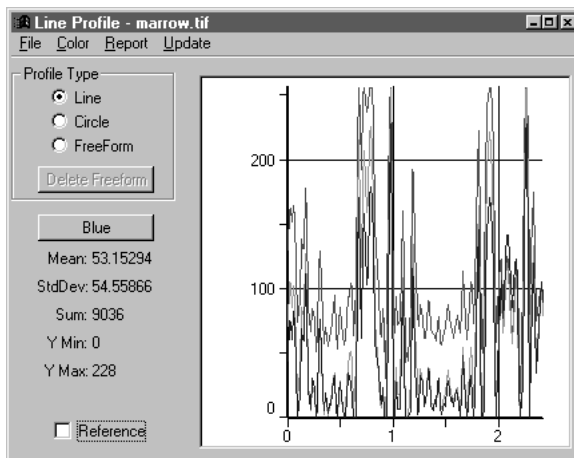 Line Profile - marrow.tif
File Color Report Update
Profile Type
Line
Circle
FreeForm
Delete Freeform
Blue
Mean: 53.15294
StdDev: 54.55866
Sum: 9036
Y Min: 0
Y Max: 228
Reference
200
100
0
0 1 2